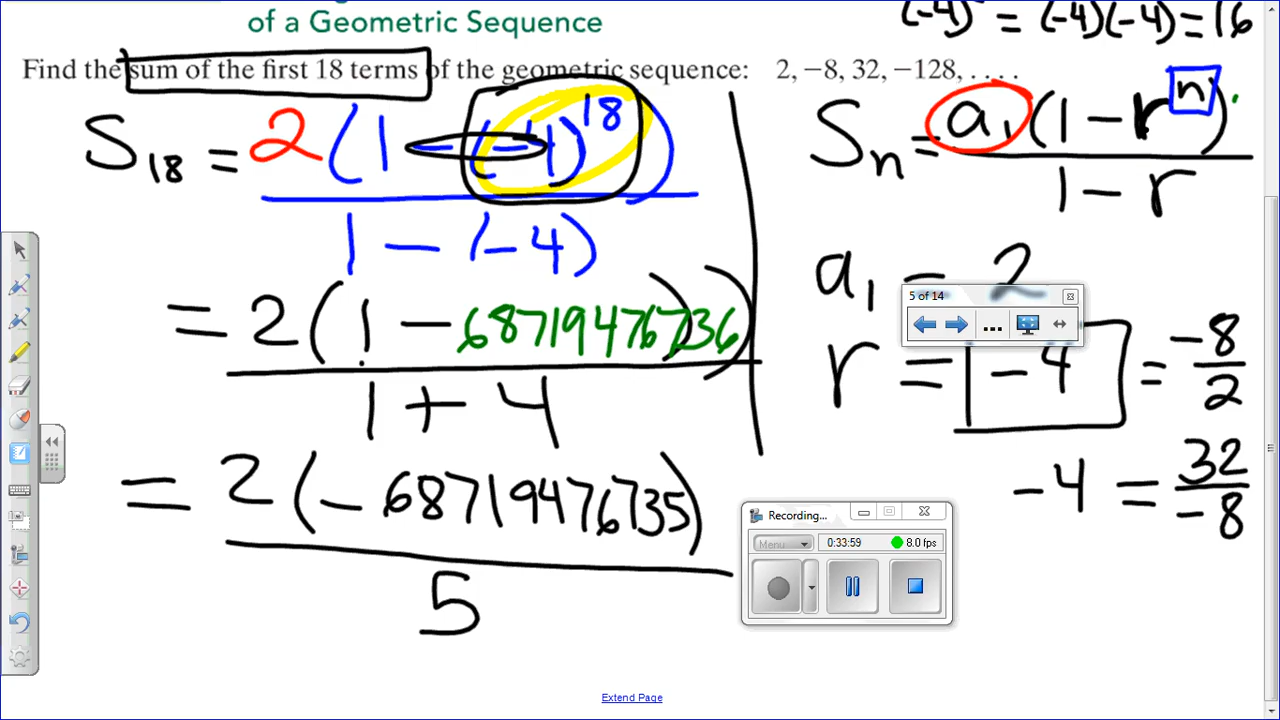 of a Geometric Sequence
(-4)² = (-4)(-4) = 16
Find the sum of the first 18 terms of the geometric sequence: 2, −8, 32, −128, . . . .
S₁₈ = 2(1 − (−4)¹⁸)
1 − (−4)
= 2(1 − 68719476736)
1 + 4
= 2(−68719476735)
5
Sₙ = a₁(1 − rⁿ)
1 − r
a₁ = 2
r = −4 = −8
2
−4 = 32
−8
5 of 14
...
Recording...
Menu
0:33:59
8.0 fps
Extend Page